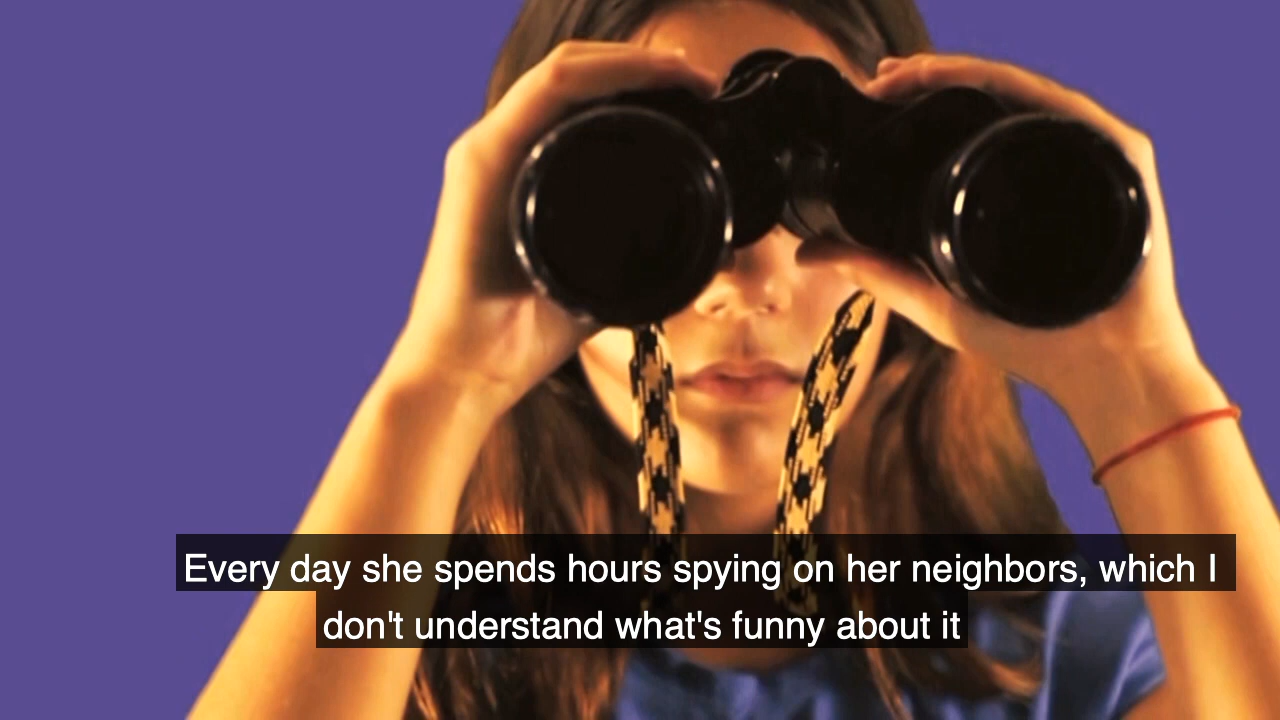 Every day she spends hours spying on her neighbors, which I
don't understand what's funny about it